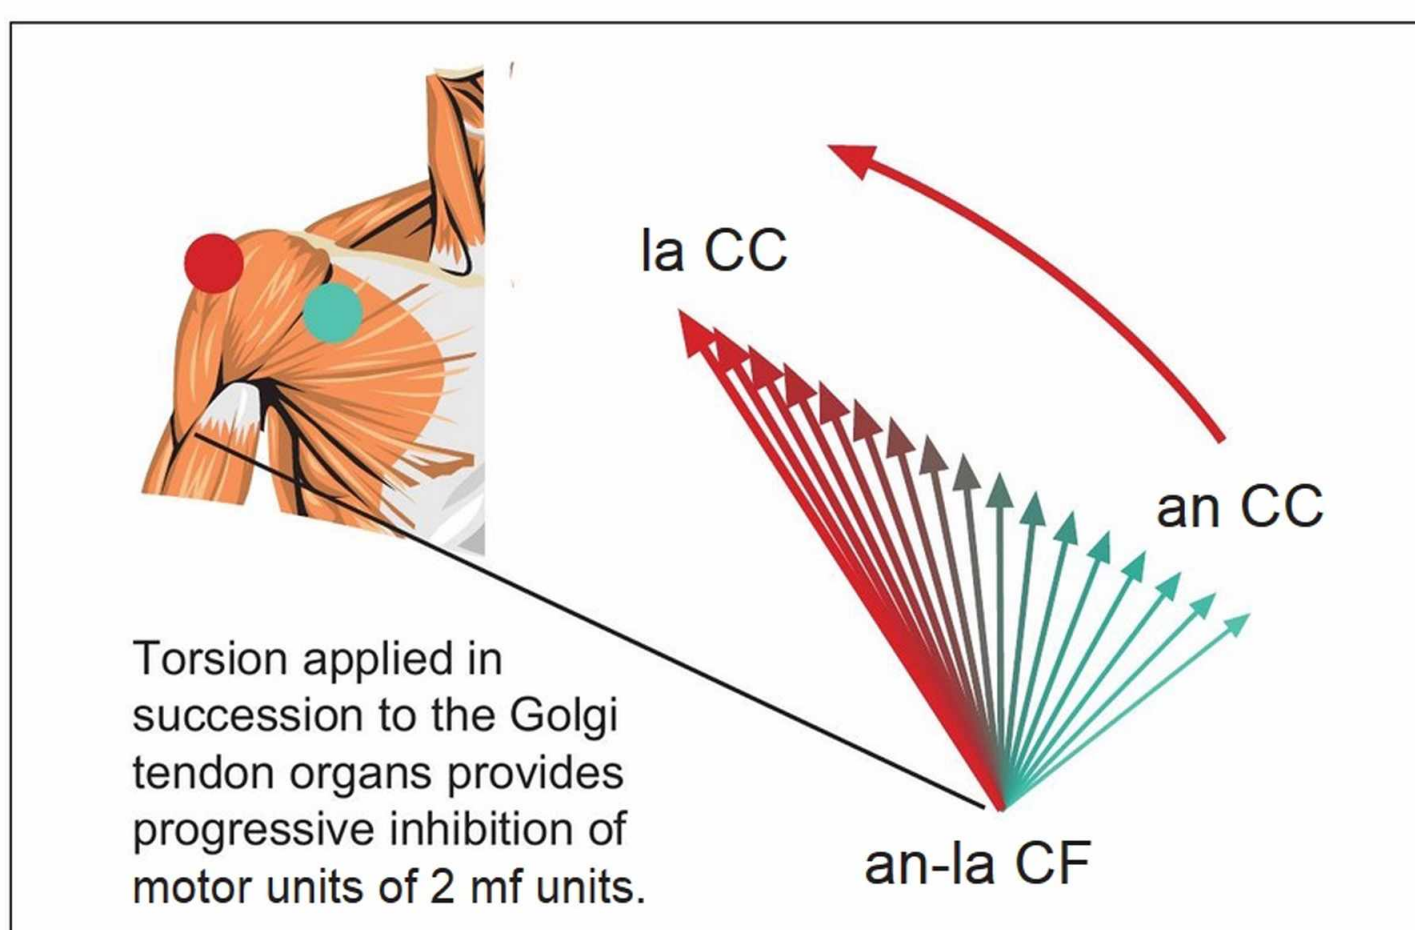 la CC
an CC
Torsion applied in
succession to the Golgi
tendon organs provides
progressive inhibition of
motor units of 2 mf units.
an-la CF